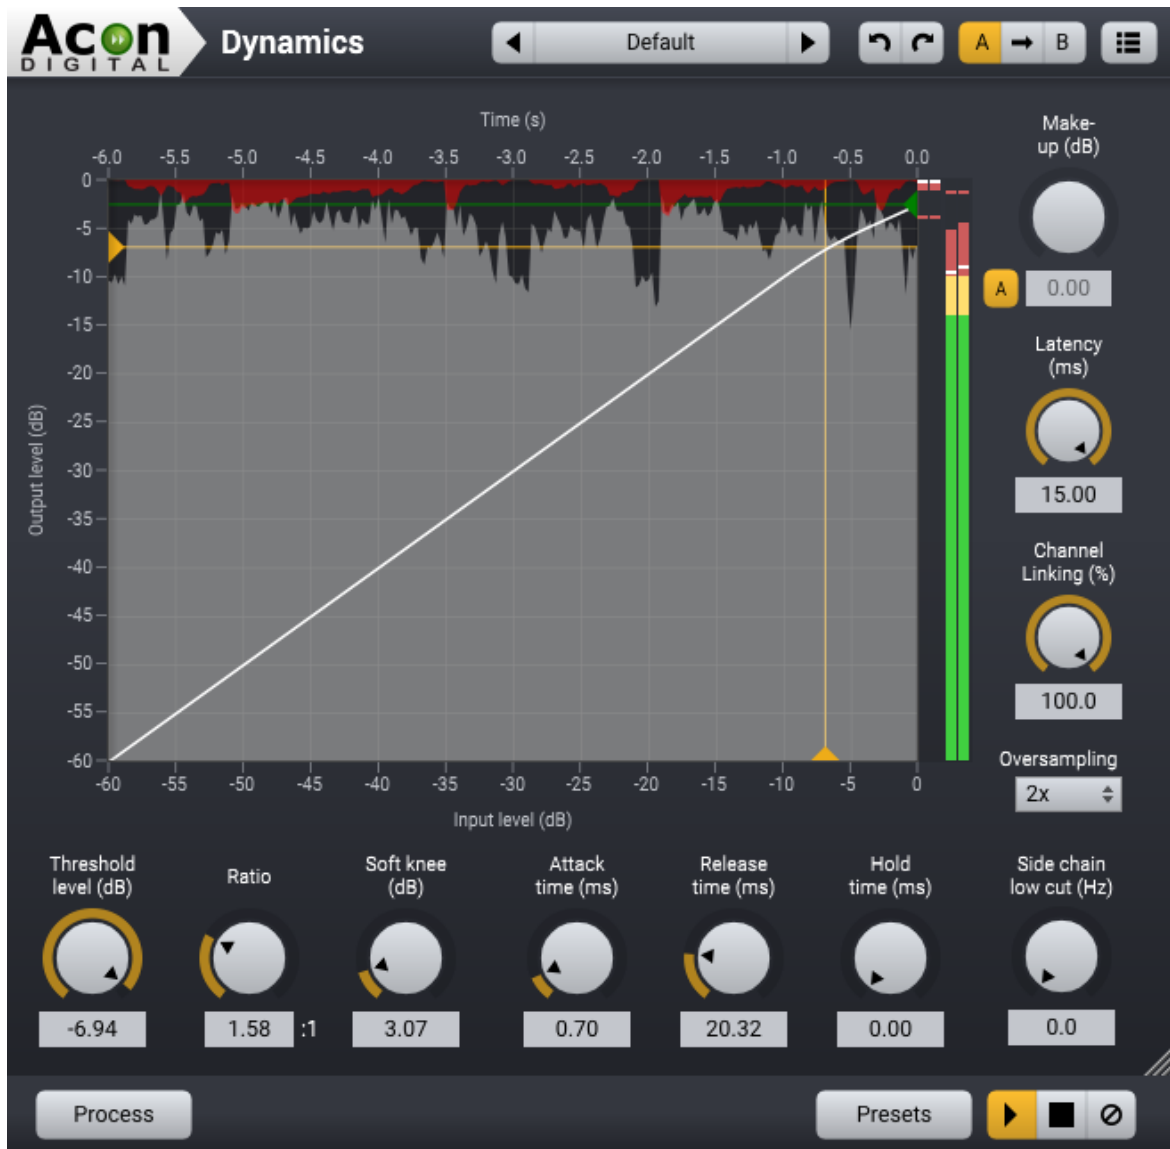 Acon
DIGITAL
Dynamics
Default
A
B
Time (s)
-6.0 -5.5 -5.0 -4.5 -4.0 -3.5 -3.0 -2.5 -2.0 -1.5 -1.0 -0.5 0.0
0
-5
-10
-15
-20
-25
-30
-35
-40
-45
-50
-55
-60
Output level (dB)
-60 -55 -50 -45 -40 -35 -30 -25 -20 -15 -10 -5 0
Input level (dB)
Make-
up (dB)
A
0.00
Latency
(ms)
15.00
Channel
Linking (%)
100.0
Oversampling
2x
Threshold
level (dB)
-6.94
Ratio
1.58 :1
Soft knee
(dB)
3.07
Attack
time (ms)
0.70
Release
time (ms)
20.32
Hold
time (ms)
0.00
Side chain
low cut (Hz)
0.0
Process
Presets